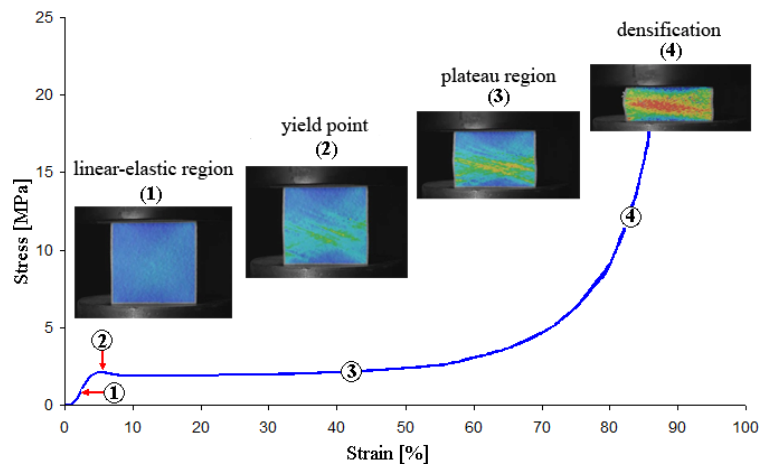 densification
(4)
plateau region
(3)
yield point
(2)
linear-elastic region
(1)
Stress [MPa]
25
20
15
10
5
0
2
1
3
4
0 10 20 30 40 50 60 70 80 90 100
Strain [%]